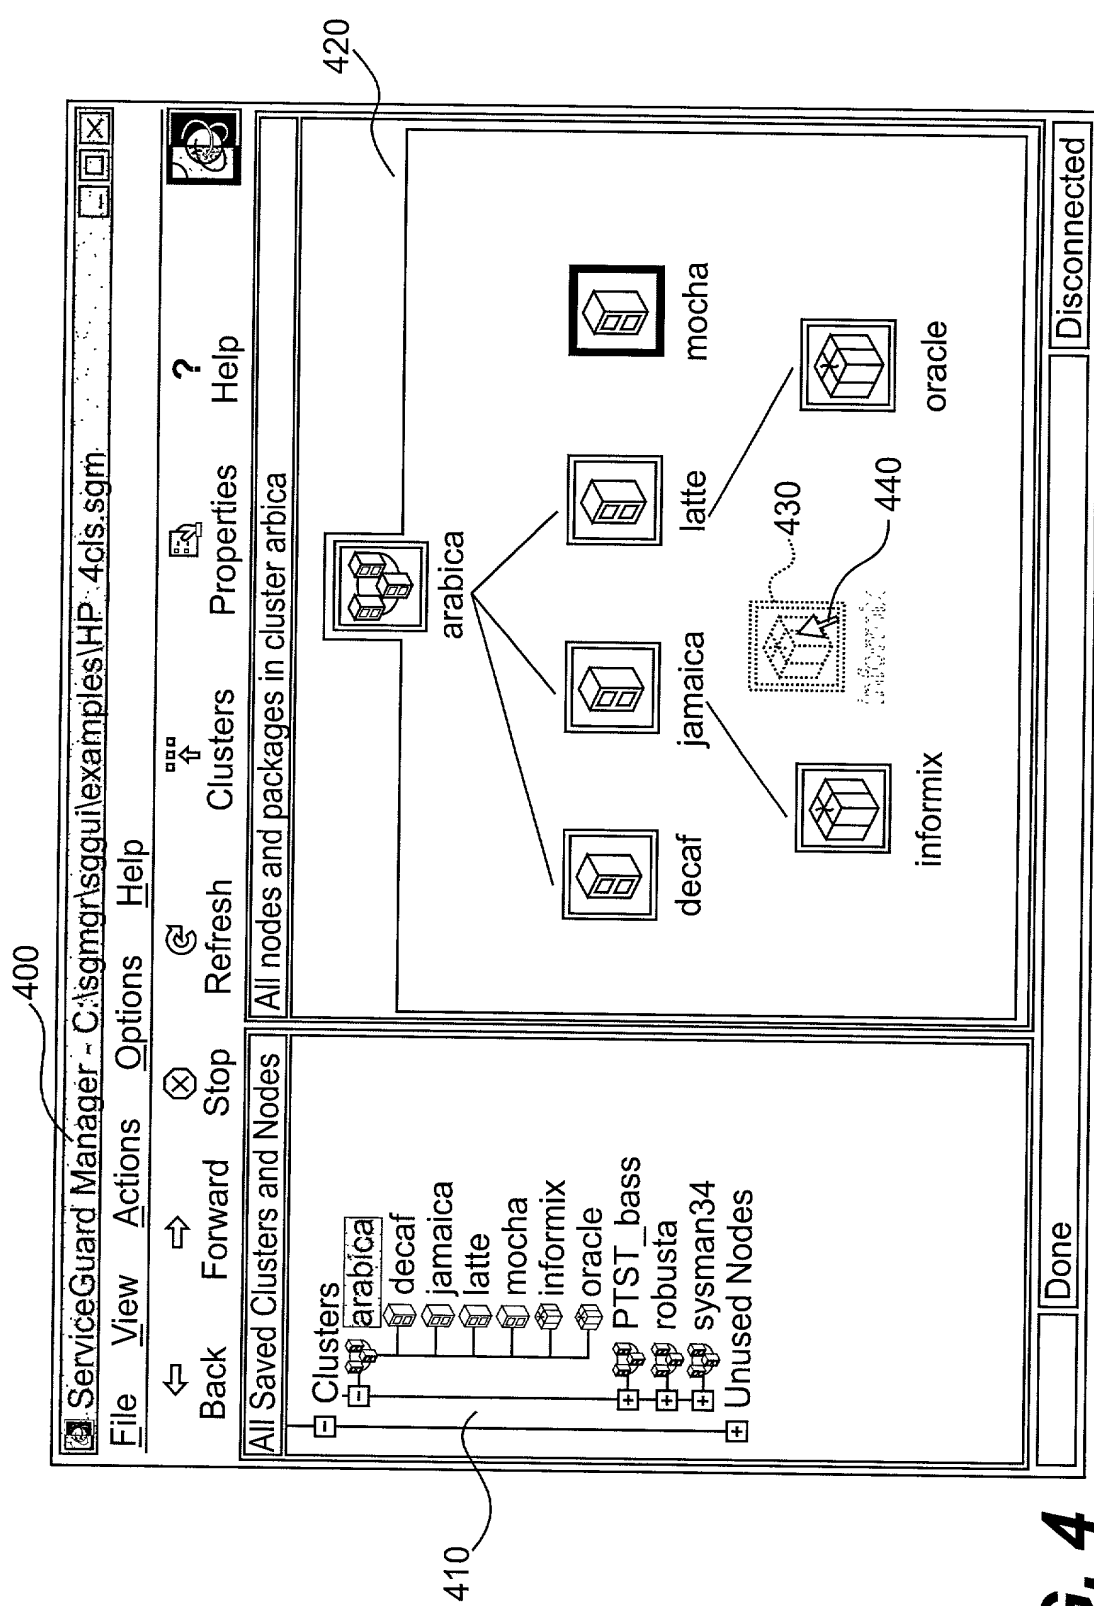 400
ServiceGuard Manager - C:\sgmgr\sggui\examples\HP 4cls.sgm
File View Actions Options Help
Back Forward Stop Refresh Clusters Properties ? Help
All Saved Clusters and Nodes
All nodes and packages in cluster arbica
420
Clusters
arabica
decaf
jamaica
latte
mocha
informix
oracle
PTST_bass
robusta
sysman34
Unused Nodes
410
arabica
decaf
jamaica
latte
mocha
430
440
informix
informix
oracle
Done
Disconnected
G. 4